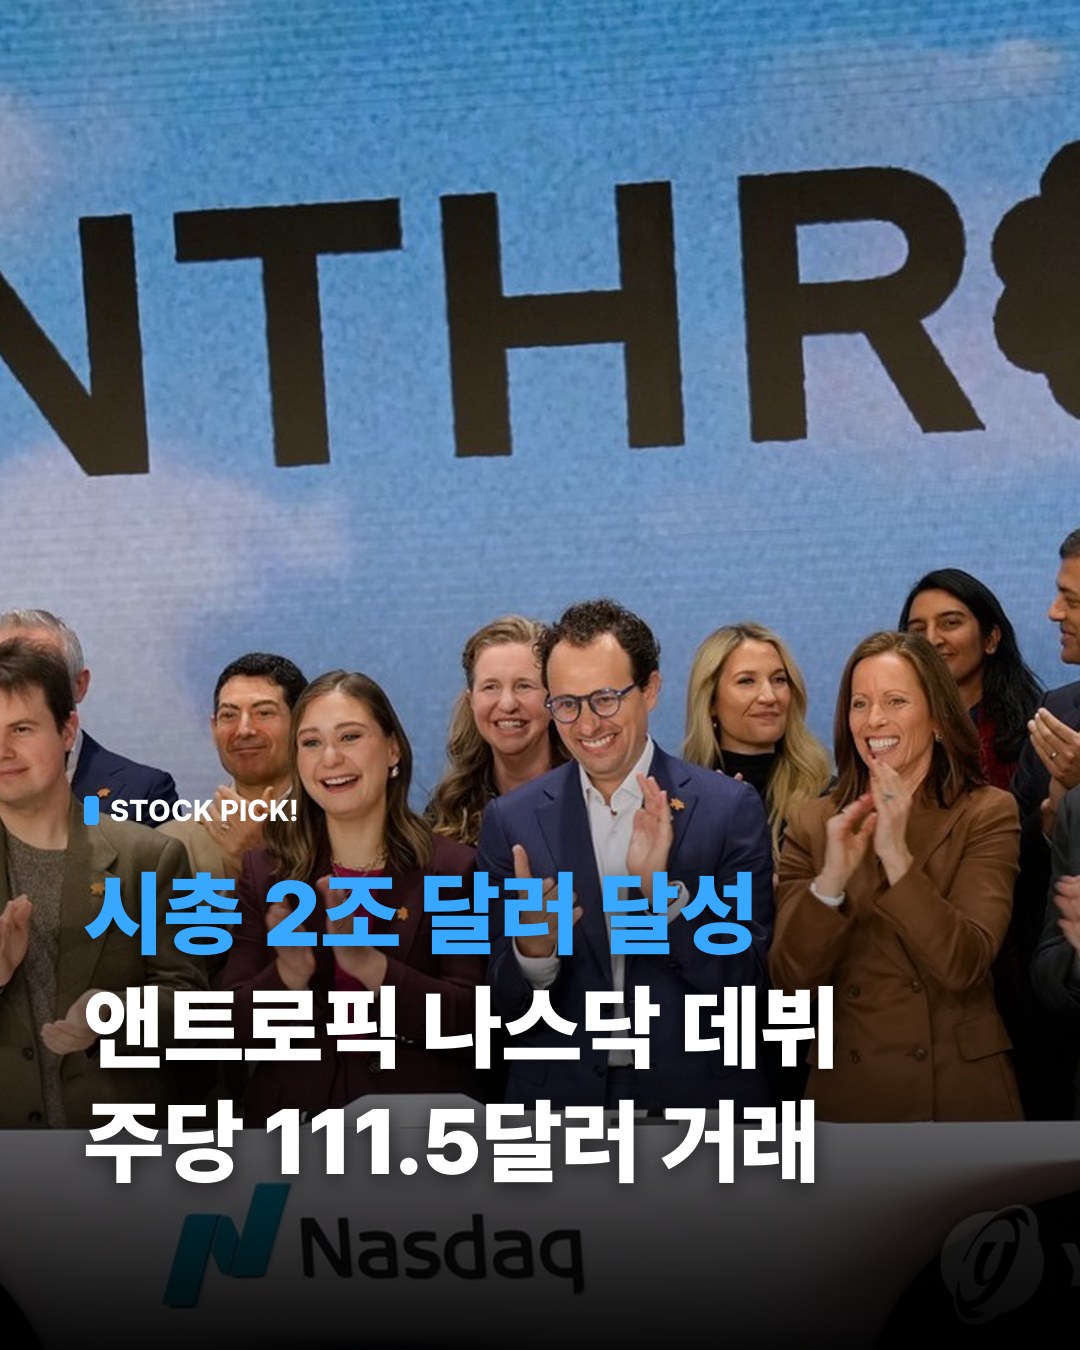 NTHR
STOCK PICK!
시총 2조 달러 달성
앤트로픽 나스닥 데뷔
주당 111.5달러 거래
Nasdaq
y Y